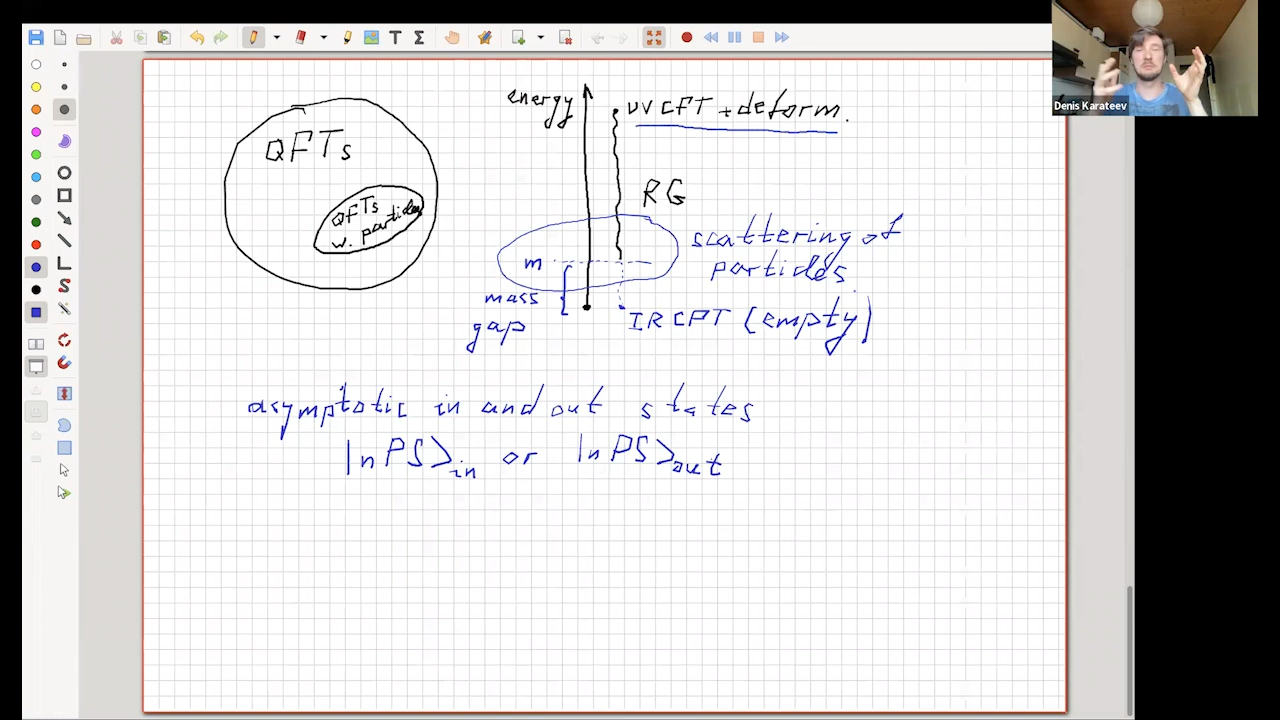 Denis Karateev
QFTs
QFTs
w. particles
energy
UV CFT + deform.
RG
m
scattering of
particles.
mass
gap
IR CFT (empty)
asymptotic in and out states
|nPS>in or |nPS>out